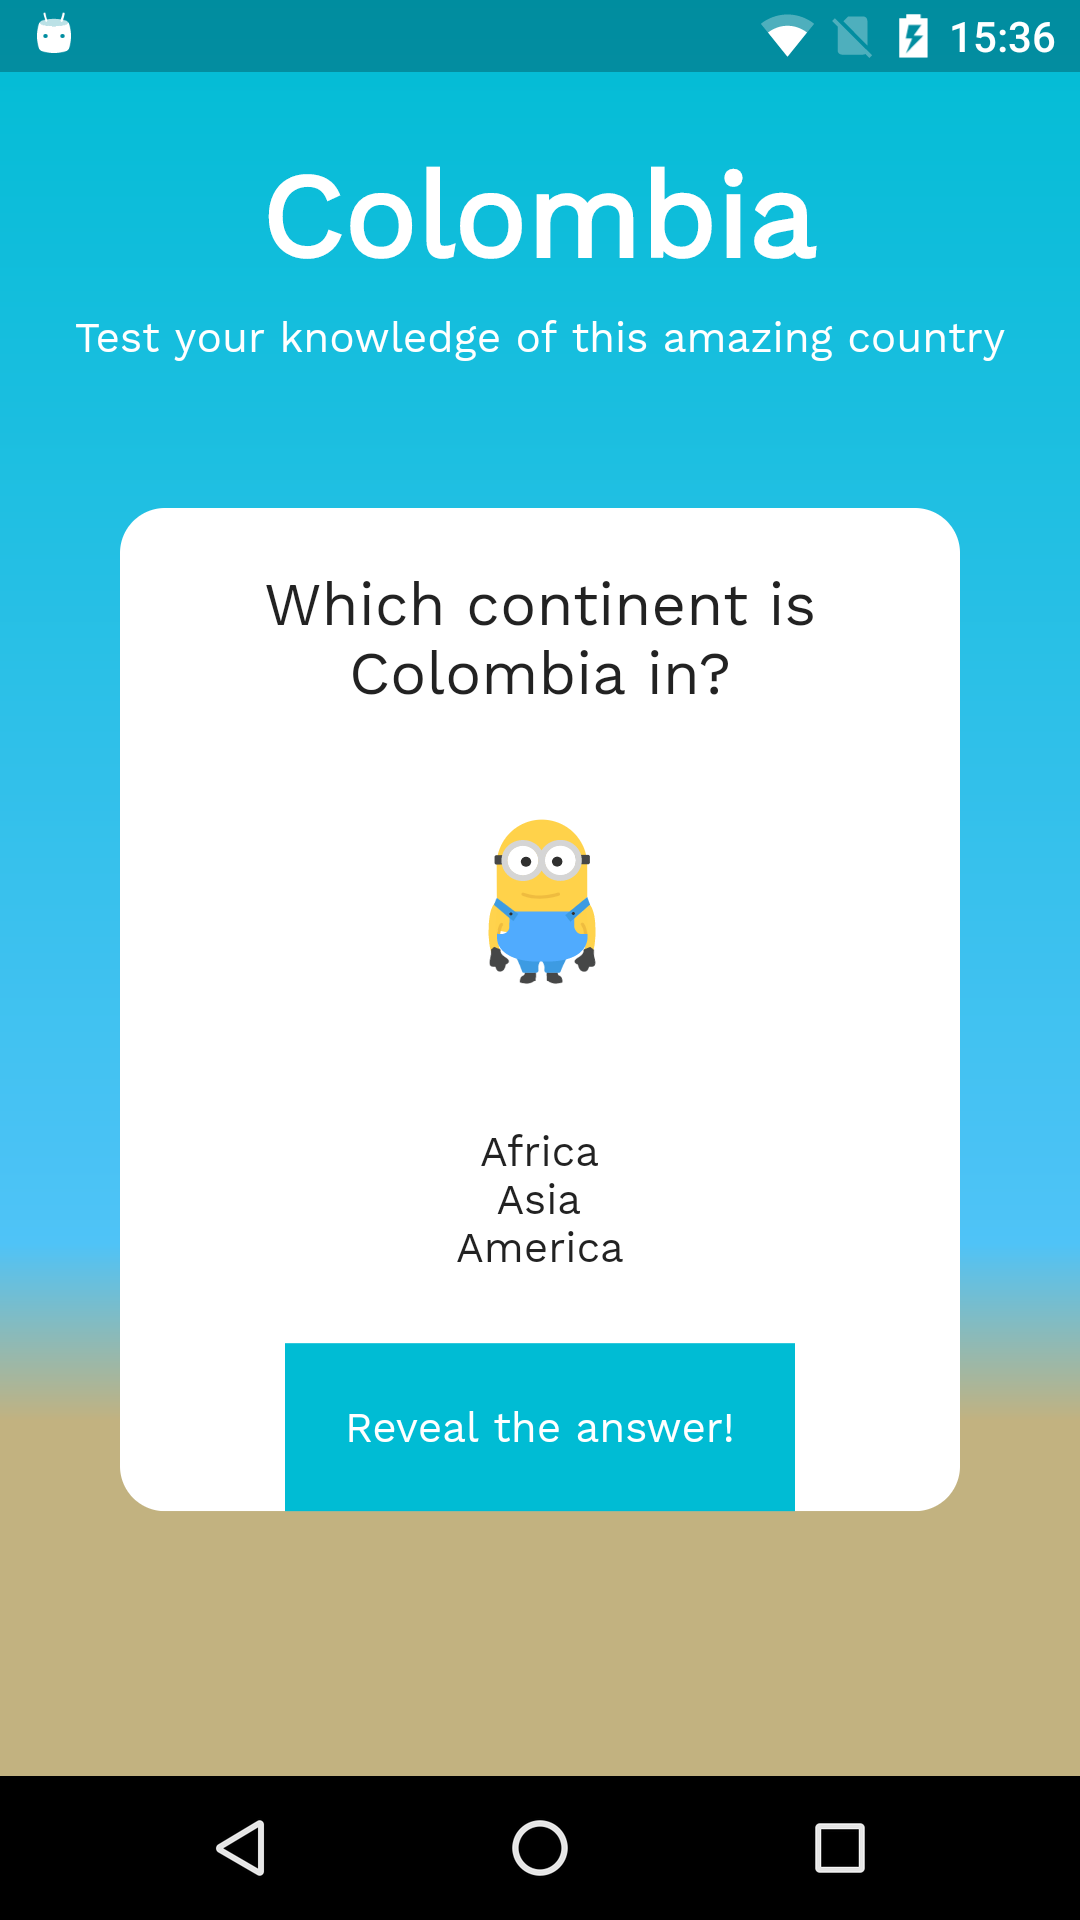 15:36
Colombia
Test your knowledge of this amazing country
Which continent is
Colombia in?
Africa
Asia
America
Reveal the answer!